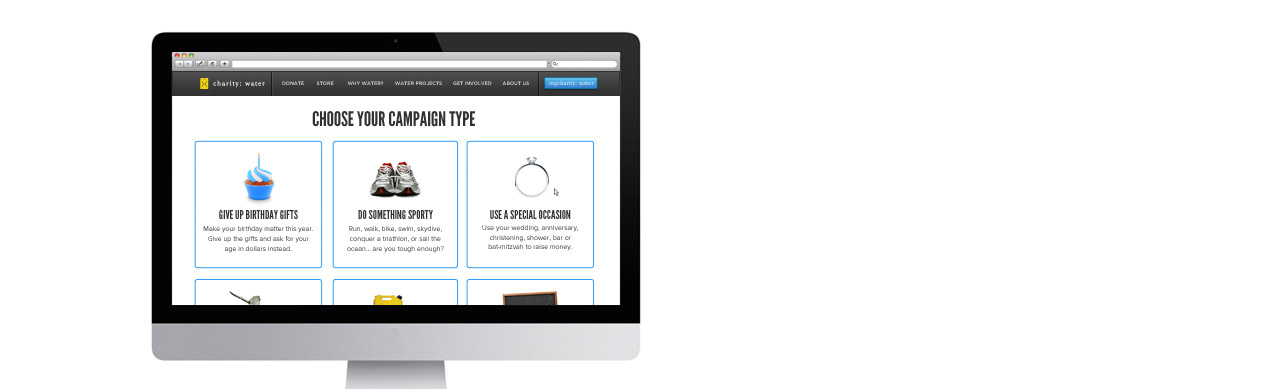 charity: water DONATE STORE WHY WATER? WATER PROJECTS GET INVOLVED ABOUT US mycharity: water
CHOOSE YOUR CAMPAIGN TYPE
GIVE UP BIRTHDAY GIFTS
Make your birthday matter this year.
Give up the gifts and ask for your
age in dollars instead.
DO SOMETHING SPORTY
Run, walk, bike, swim, skydive,
conquer a triathlon, or sail the
ocean... are you tough enough?
USE A SPECIAL OCCASION
Use your wedding, anniversary,
christening, shower, bar or
bat-mitzvah to raise money.